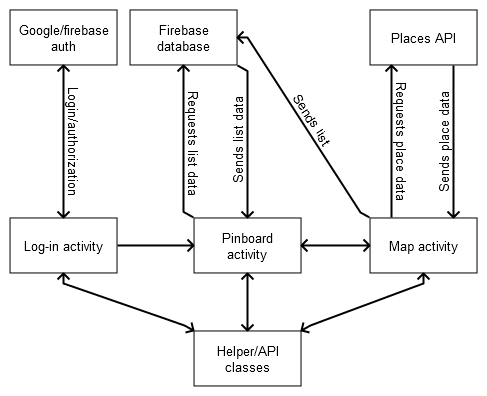 Google/firebase
auth
Firebase
database
Places API
Login/authorization
Requests list data
Sends list data
Sends list
Requests place data
Sends place data
Log-in activity
Pinboard
activity
Map activity
Helper/API
classes